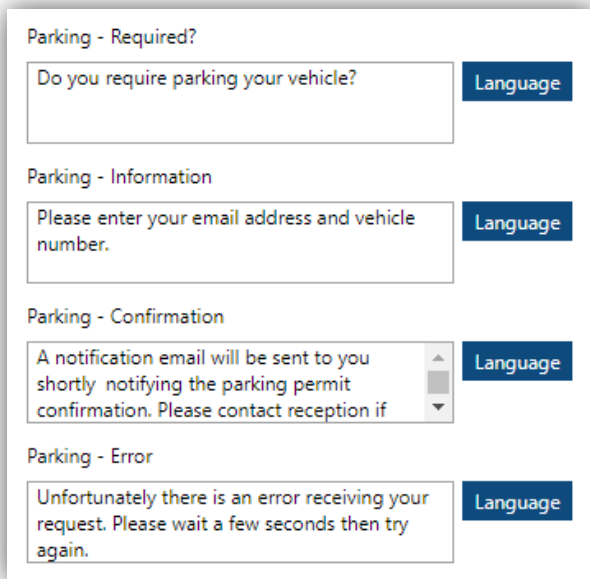 Parking - Required?
Do you require parking your vehicle?
Language
Parking - Information
Please enter your email address and vehicle
number.
Language
Parking - Confirmation
A notification email will be sent to you
shortly  notifying the parking permit
confirmation. Please contact reception if
Language
Parking - Error
Unfortunately there is an error receiving your
request. Please wait a few seconds then try
again.
Language